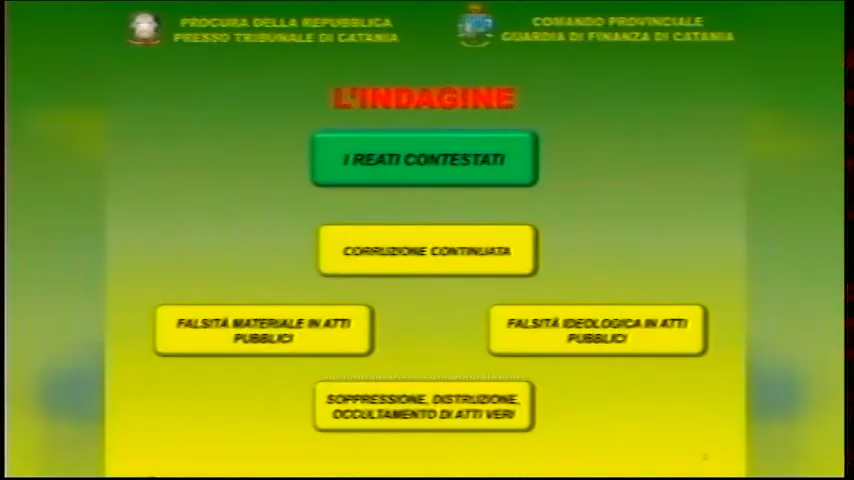 PROCURA DELLA REPUBBLICA
PRESSO TRIBUNALE DI CATANIA
COMANDO PROVINCIALE
GUARDIA DI FINANZA DI CATANIA
L'INDAGINE
I REATI CONTESTATI
CORRUZIONE CONTINUATA
FALSITÀ MATERIALE IN ATTI
PUBBLICI
FALSITÀ IDEOLOGICA IN ATTI
PUBBLICI
SOPPRESSIONE, DISTRUZIONE,
OCCULTAMENTO DI ATTI VERI